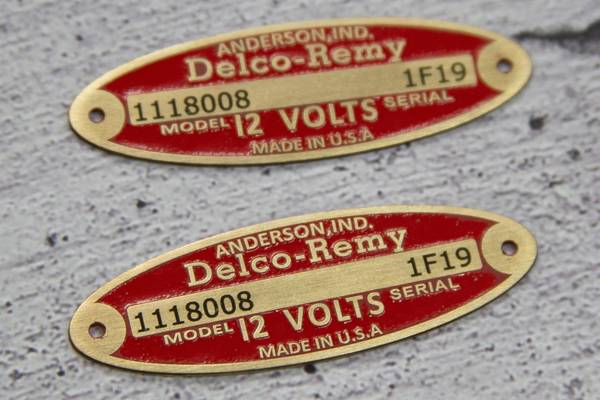 ANDERSON, IND.
Delco-Remy
1118008 1F19
MODEL 12 VOLTS SERIAL
MADE IN U.S.A
ANDERSON, IND.
Delco-Remy
1118008 1F19
MODEL 12 VOLTS SERIAL
MADE IN U.S.A